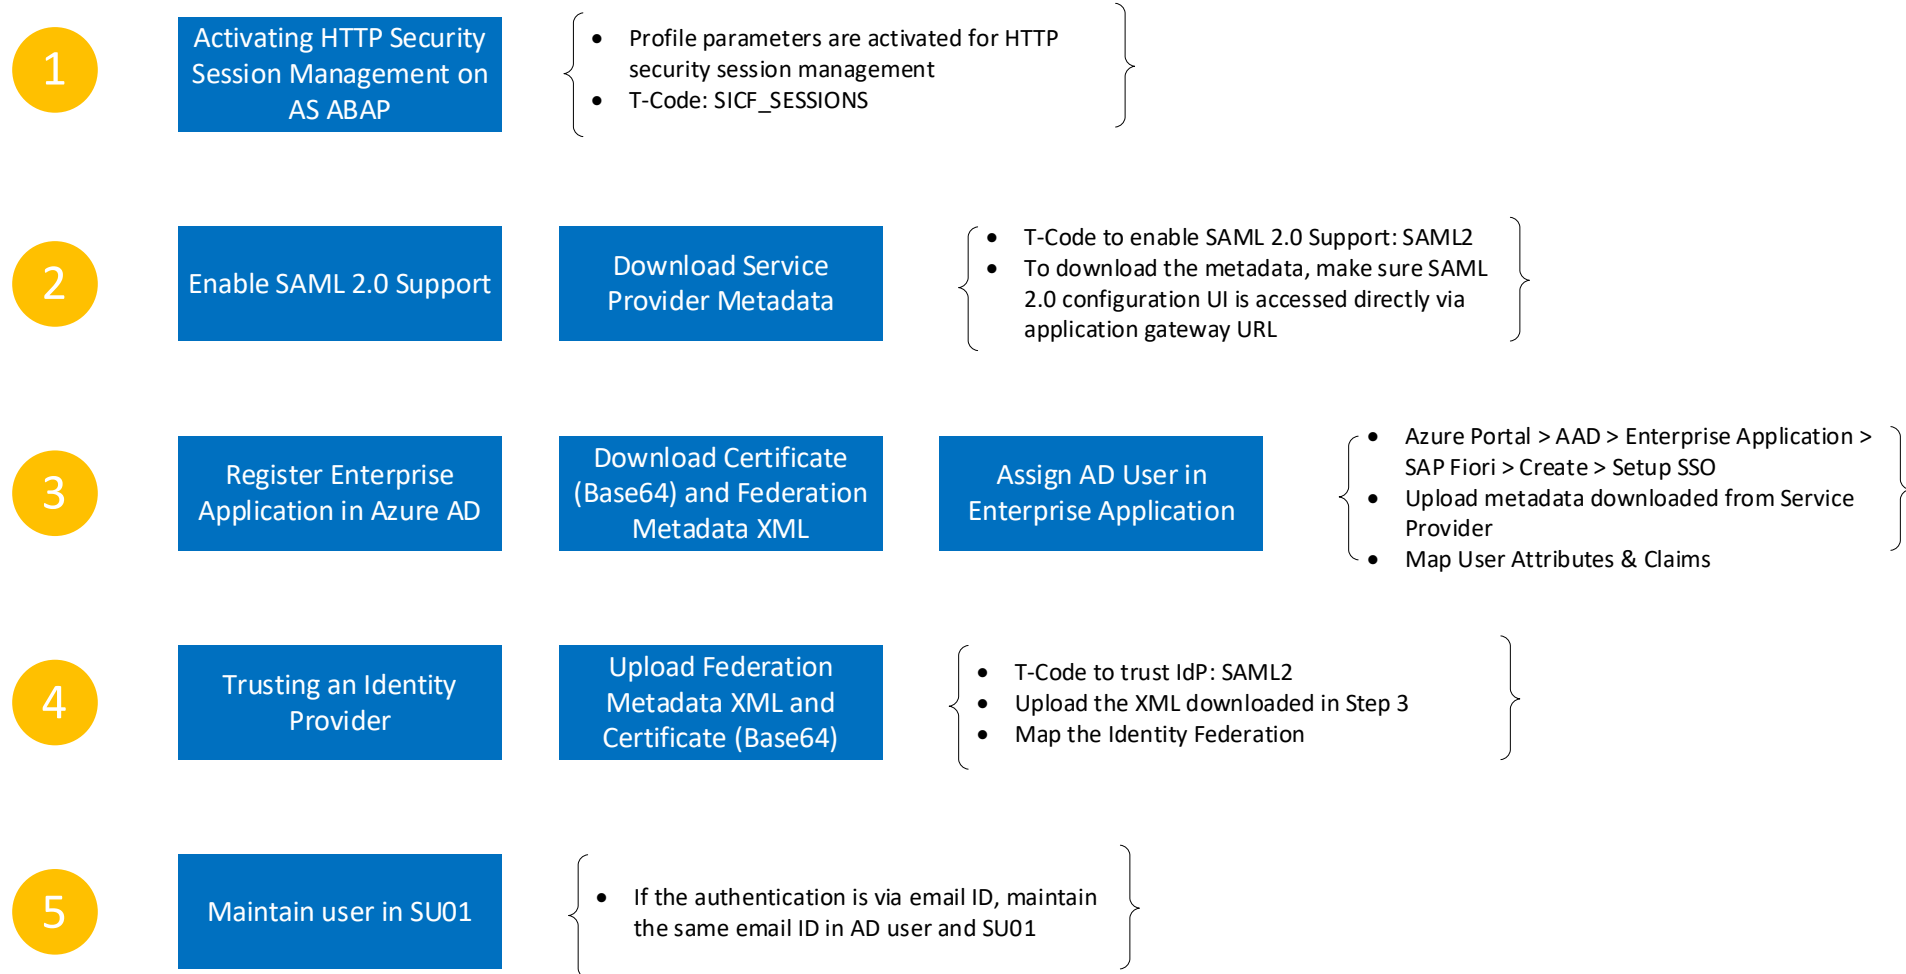 1
Activating HTTP Security
Session Management on
AS ABAP
• Profile parameters are activated for HTTP
security session management
• T-Code: SICF_SESSIONS
2
Enable SAML 2.0 Support
Download Service
Provider Metadata
• T-Code to enable SAML 2.0 Support: SAML2
• To download the metadata, make sure SAML
2.0 configuration UI is accessed directly via
application gateway URL
3
Register Enterprise
Application in Azure AD
Download Certificate
(Base64) and Federation
Metadata XML
Assign AD User in
Enterprise Application
• Azure Portal > AAD > Enterprise Application >
SAP Fiori > Create > Setup SSO
• Upload metadata downloaded from Service
Provider
• Map User Attributes & Claims
4
Trusting an Identity
Provider
Upload Federation
Metadata XML and
Certificate (Base64)
• T-Code to trust IdP: SAML2
• Upload the XML downloaded in Step 3
• Map the Identity Federation
5
Maintain user in SU01
• If the authentication is via email ID, maintain
the same email ID in AD user and SU01